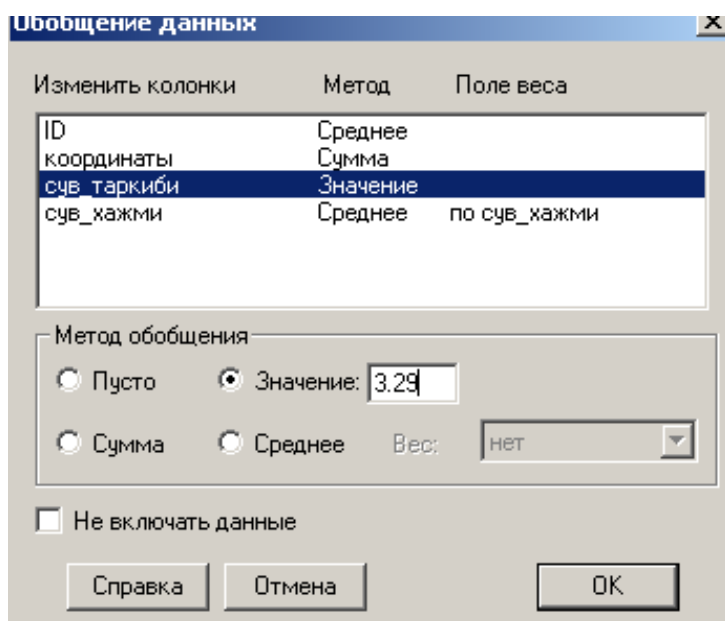 Обобщение данных
Изменить колонки Метод Поле веса
ID Среднее
координаты Сумма
сув_таркиби Значение
сув_хажми Среднее по сув_хажми
Метод обобщения
Пусто Значение: 3.29
Сумма Среднее Вес: нет
Не включать данные
Справка Отмена OK